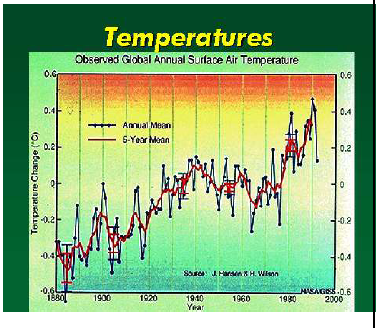 Temperatures
Observed Global Annual Surface Air Temperature
0.6 0.6
0.4 0.4
Annual Mean
5-Year Mean
0.2 0.2
Temperature Change (°C)
0 0
-0.2 -0.2
-0.4 -0.4
Source: J. Hansen & H. Wilson
NASA/GISS
-0.6 -0.6
1880 1900 1920 1940 1960 1980 2000
Year